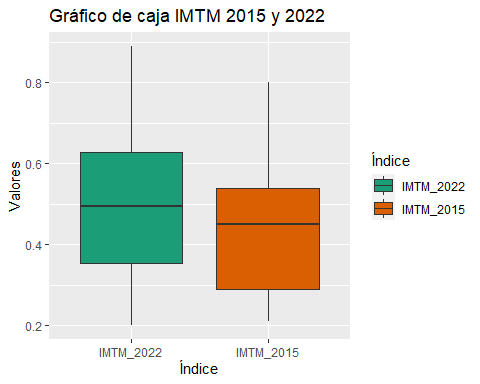 Gráfico de caja IMTM 2015 y 2022
Valores
0.8
0.6
0.4
0.2
IMTM_2022
IMTM_2015
Índice
Índice
IMTM_2022
IMTM_2015